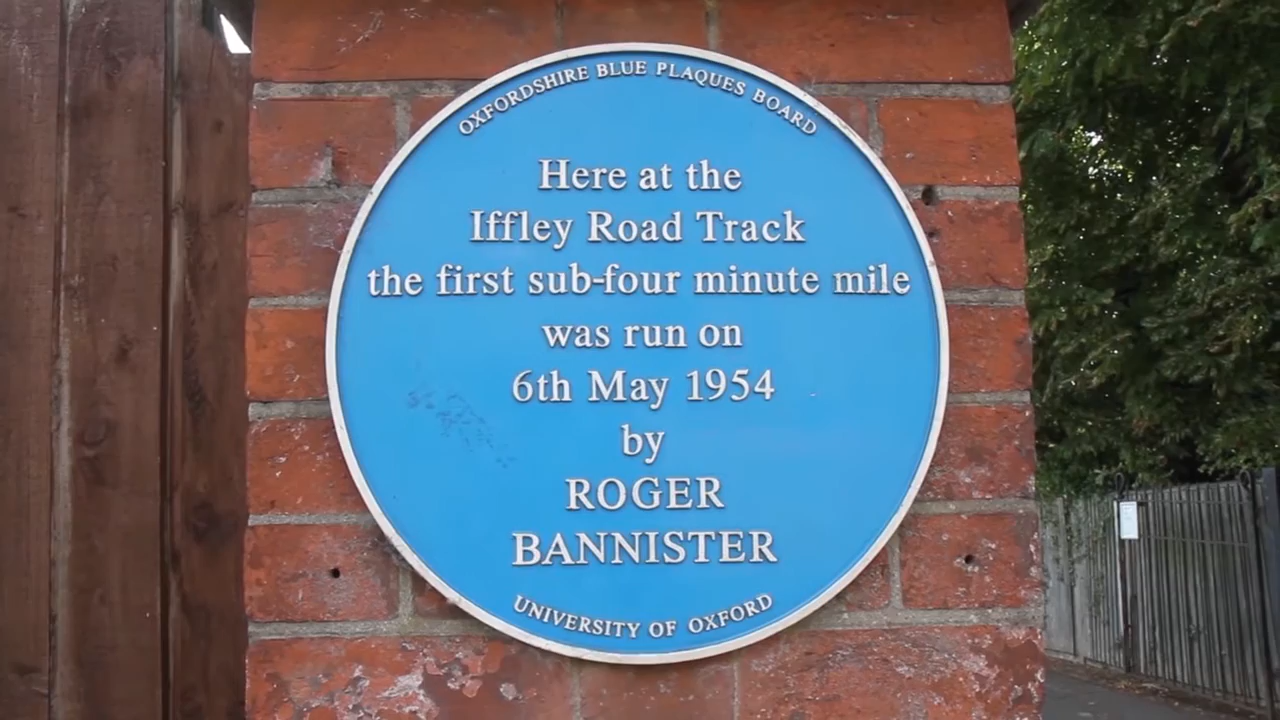 OXFORDSHIRE BLUE PLAQUES BOARD
Here at the
Iffley Road Track
the first sub-four minute mile
was run on
6th May 1954
by
ROGER
BANNISTER
UNIVERSITY OF OXFORD